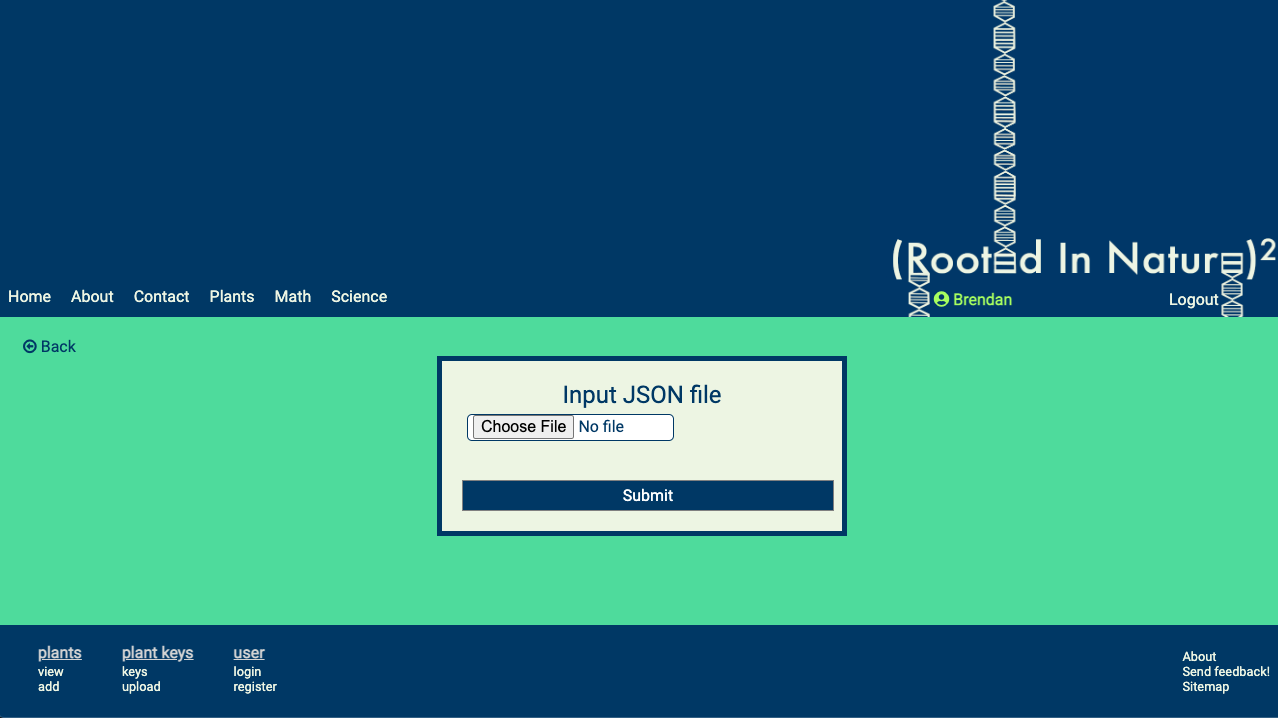 (Rooted In Nature)²
Home About Contact Plants Math Science
Brendan Logout
Back
Input JSON file
Choose File No file
Submit
plants plant keys user
view keys login
add upload register
About
Send feedback!
Sitemap